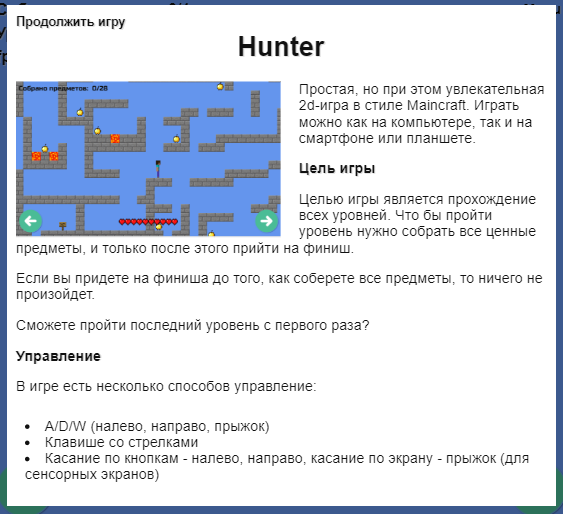 Продолжить игру
Hunter
Собрано предметов: 0/28
Простая, но при этом увлекательная
2d-игра в стиле Maincraft. Играть
можно как на компьютере, так и на
смартфоне или планшете.
Цель игры
Целью игры является прохождение
всех уровней. Что бы пройти
уровень нужно собрать все ценные
предметы, и только после этого прийти на финиш.
Если вы придете на финиша до того, как соберете все предметы, то ничего не
произойдет.
Сможете пройти последний уровень с первого раза?
Управление
В игре есть несколько способов управление:
• A/D/W (налево, направо, прыжок)
• Клавише со стрелками
• Касание по кнопкам - налево, направо, касание по экрану - прыжок (для
сенсорных экранов)